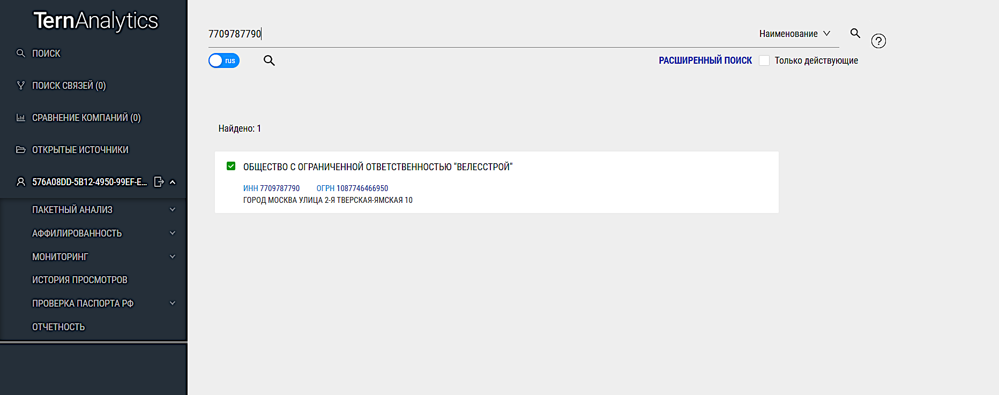 TernAnalytics
ПОИСК
ПОИСК СВЯЗЕЙ (0)
СРАВНЕНИЕ КОМПАНИЙ (0)
ОТКРЫТЫЕ ИСТОЧНИКИ
576A08DD-5B12-4950-99EF-E...
ПАКЕТНЫЙ АНАЛИЗ
АФФИЛИРОВАННОСТЬ
МОНИТОРИНГ
ИСТОРИЯ ПРОСМОТРОВ
ПРОВЕРКА ПАСПОРТА РФ
ОТЧЕТНОСТЬ
7709787790 Наименование
rus РАСШИРЕННЫЙ ПОИСК Только действующие
Найдено: 1
ОБЩЕСТВО С ОГРАНИЧЕННОЙ ОТВЕТСТВЕННОСТЬЮ "ВЕЛЕССТРОЙ"
ИНН 7709787790 ОГРН 1087746466950
ГОРОД МОСКВА УЛИЦА 2-Я ТВЕРСКАЯ-ЯМСКАЯ 10